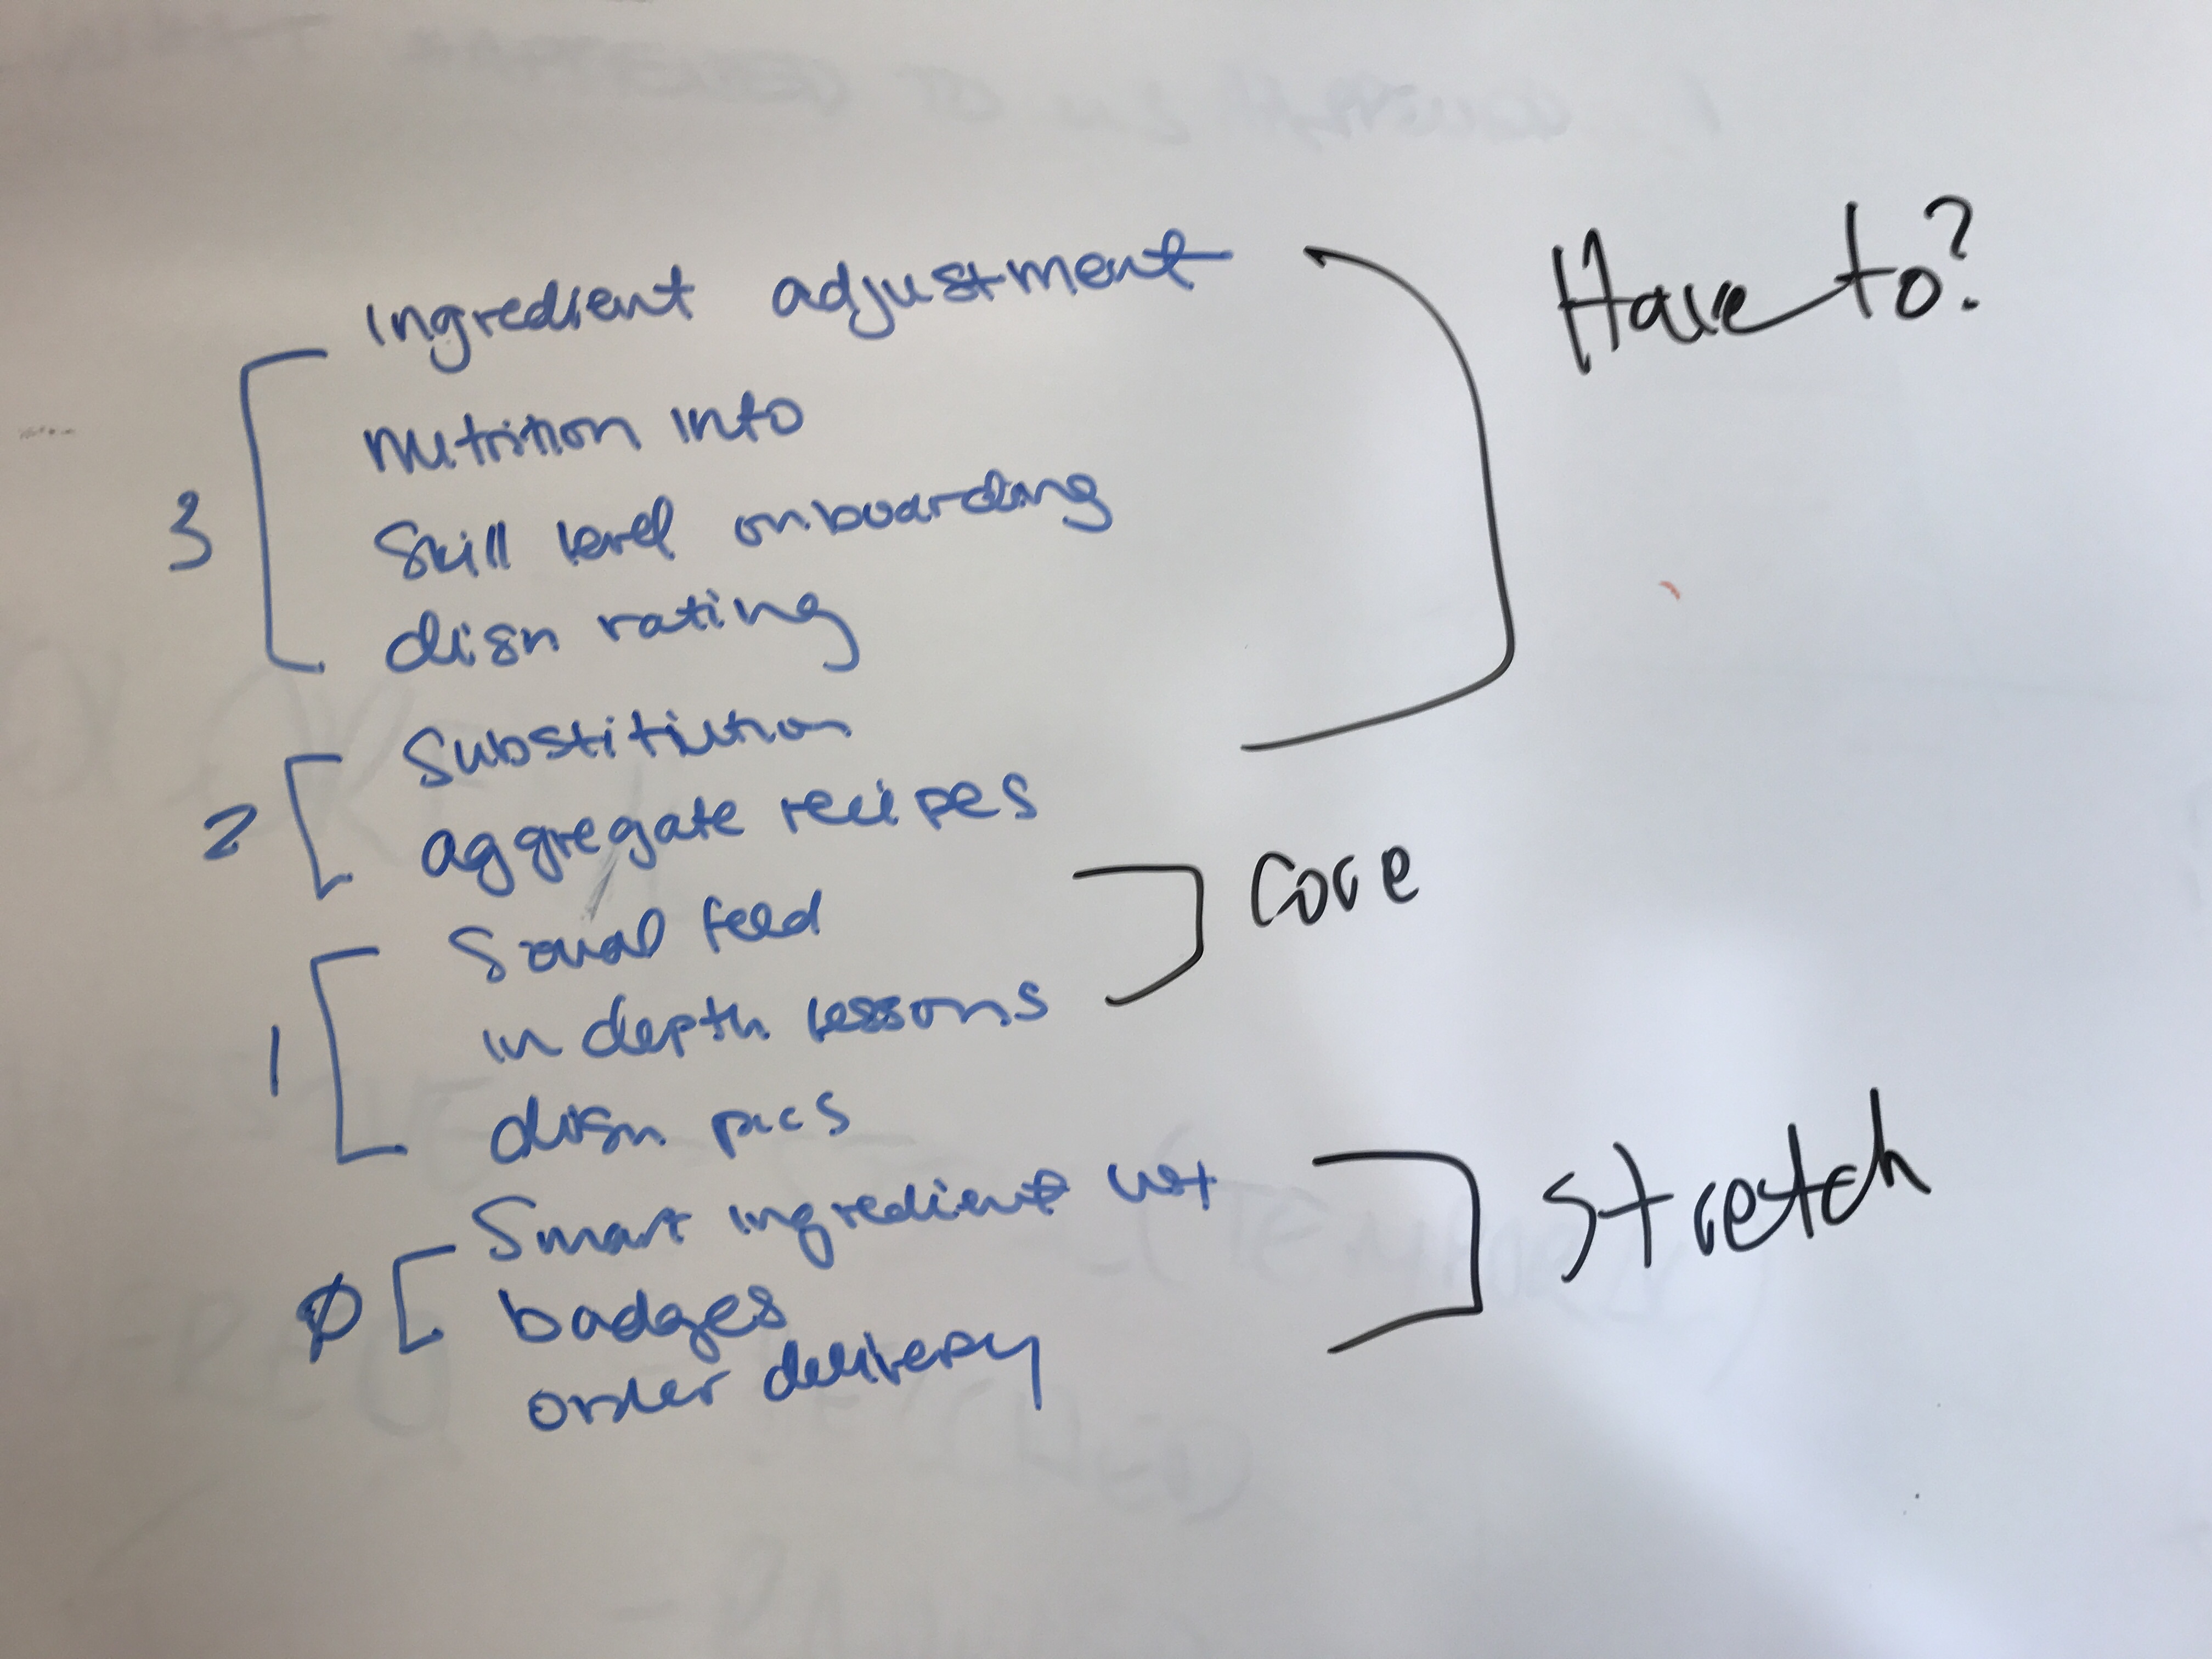 Ingredient adjustment
Have to?
nutrition info
3
Skill level onboarding
dish rating
Substitiution
2
aggregate recipes
Core
Social feed
in depth lessons
1
dish pics
Smart ingredient list
Stretch
Ø
badges
order delivery